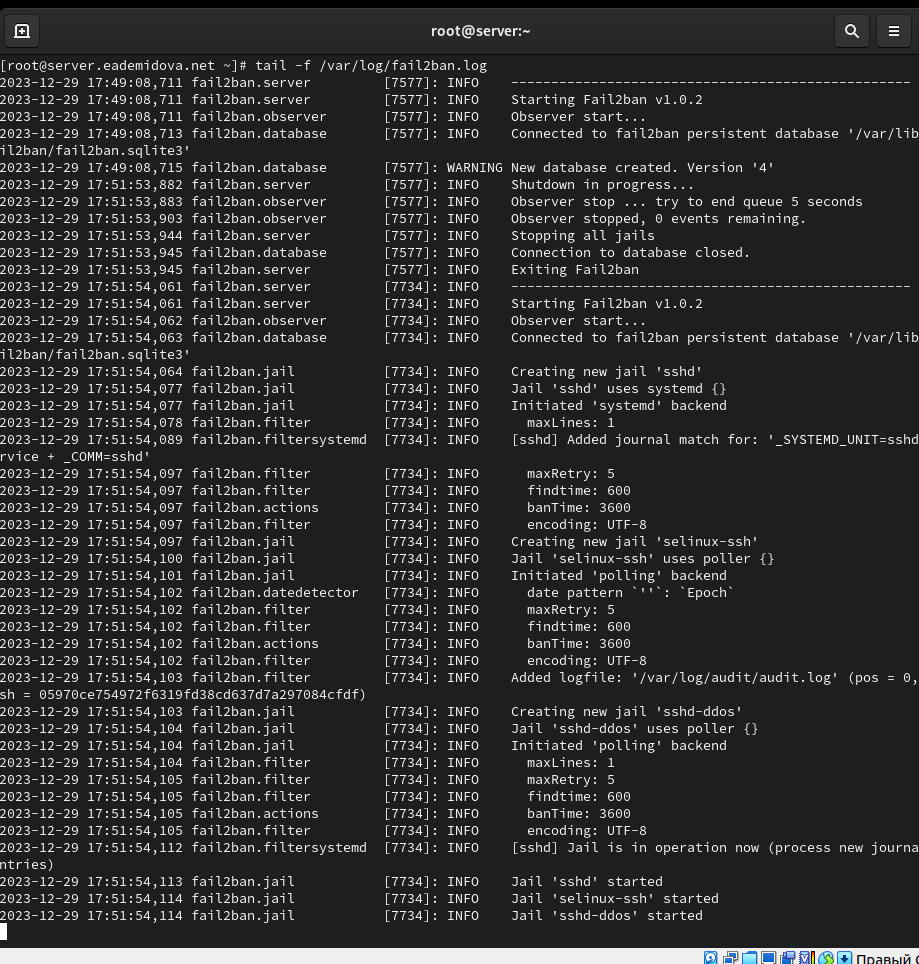 root@server:~
[root@server.eademidova.net ~]# tail -f /var/log/fail2ban.log
2023-12-29 17:49:08,711 fail2ban.server         [7577]: INFO    --------------------------------------------------
2023-12-29 17:49:08,711 fail2ban.server         [7577]: INFO    Starting Fail2ban v1.0.2
2023-12-29 17:49:08,711 fail2ban.observer       [7577]: INFO    Observer start...
2023-12-29 17:49:08,713 fail2ban.database       [7577]: INFO    Connected to fail2ban persistent database '/var/lib
il2ban/fail2ban.sqlite3'
2023-12-29 17:49:08,715 fail2ban.database       [7577]: WARNING New database created. Version '4'
2023-12-29 17:51:53,882 fail2ban.server         [7577]: INFO    Shutdown in progress...
2023-12-29 17:51:53,883 fail2ban.observer       [7577]: INFO    Observer stop ... try to end queue 5 seconds
2023-12-29 17:51:53,903 fail2ban.observer       [7577]: INFO    Observer stopped, 0 events remaining.
2023-12-29 17:51:53,944 fail2ban.server         [7577]: INFO    Stopping all jails
2023-12-29 17:51:53,945 fail2ban.database       [7577]: INFO    Connection to database closed.
2023-12-29 17:51:53,945 fail2ban.server         [7577]: INFO    Exiting Fail2ban
2023-12-29 17:51:54,061 fail2ban.server         [7734]: INFO    --------------------------------------------------
2023-12-29 17:51:54,061 fail2ban.server         [7734]: INFO    Starting Fail2ban v1.0.2
2023-12-29 17:51:54,062 fail2ban.observer       [7734]: INFO    Observer start...
2023-12-29 17:51:54,063 fail2ban.database       [7734]: INFO    Connected to fail2ban persistent database '/var/lib
il2ban/fail2ban.sqlite3'
2023-12-29 17:51:54,064 fail2ban.jail           [7734]: INFO    Creating new jail 'sshd'
2023-12-29 17:51:54,077 fail2ban.jail           [7734]: INFO    Jail 'sshd' uses systemd {}
2023-12-29 17:51:54,077 fail2ban.jail           [7734]: INFO    Initiated 'systemd' backend
2023-12-29 17:51:54,078 fail2ban.filter         [7734]: INFO      maxLines: 1
2023-12-29 17:51:54,089 fail2ban.filtersystemd  [7734]: INFO    [sshd] Added journal match for: '_SYSTEMD_UNIT=sshd
rvice + _COMM=sshd'
2023-12-29 17:51:54,097 fail2ban.filter         [7734]: INFO      maxRetry: 5
2023-12-29 17:51:54,097 fail2ban.filter         [7734]: INFO      findtime: 600
2023-12-29 17:51:54,097 fail2ban.actions        [7734]: INFO      banTime: 3600
2023-12-29 17:51:54,097 fail2ban.filter         [7734]: INFO      encoding: UTF-8
2023-12-29 17:51:54,097 fail2ban.jail           [7734]: INFO    Creating new jail 'selinux-ssh'
2023-12-29 17:51:54,100 fail2ban.jail           [7734]: INFO    Jail 'selinux-ssh' uses poller {}
2023-12-29 17:51:54,101 fail2ban.jail           [7734]: INFO    Initiated 'polling' backend
2023-12-29 17:51:54,102 fail2ban.datedetector   [7734]: INFO      date pattern `''`: `Epoch`
2023-12-29 17:51:54,102 fail2ban.filter         [7734]: INFO      maxRetry: 5
2023-12-29 17:51:54,102 fail2ban.filter         [7734]: INFO      findtime: 600
2023-12-29 17:51:54,102 fail2ban.actions        [7734]: INFO      banTime: 3600
2023-12-29 17:51:54,102 fail2ban.filter         [7734]: INFO      encoding: UTF-8
2023-12-29 17:51:54,103 fail2ban.filter         [7734]: INFO    Added logfile: '/var/log/audit/audit.log' (pos = 0,
sh = 05970ce754972f6319fd38cd637d7a297084cfdf)
2023-12-29 17:51:54,103 fail2ban.jail           [7734]: INFO    Creating new jail 'sshd-ddos'
2023-12-29 17:51:54,104 fail2ban.jail           [7734]: INFO    Jail 'sshd-ddos' uses poller {}
2023-12-29 17:51:54,104 fail2ban.jail           [7734]: INFO    Initiated 'polling' backend
2023-12-29 17:51:54,104 fail2ban.filter         [7734]: INFO      maxLines: 1
2023-12-29 17:51:54,105 fail2ban.filter         [7734]: INFO      maxRetry: 5
2023-12-29 17:51:54,105 fail2ban.filter         [7734]: INFO      findtime: 600
2023-12-29 17:51:54,105 fail2ban.actions        [7734]: INFO      banTime: 3600
2023-12-29 17:51:54,105 fail2ban.filter         [7734]: INFO      encoding: UTF-8
2023-12-29 17:51:54,112 fail2ban.filtersystemd  [7734]: INFO    [sshd] Jail is in operation now (process new journa
ntries)
2023-12-29 17:51:54,113 fail2ban.jail           [7734]: INFO    Jail 'sshd' started
2023-12-29 17:51:54,114 fail2ban.jail           [7734]: INFO    Jail 'selinux-ssh' started
2023-12-29 17:51:54,114 fail2ban.jail           [7734]: INFO    Jail 'sshd-ddos' started
Правый